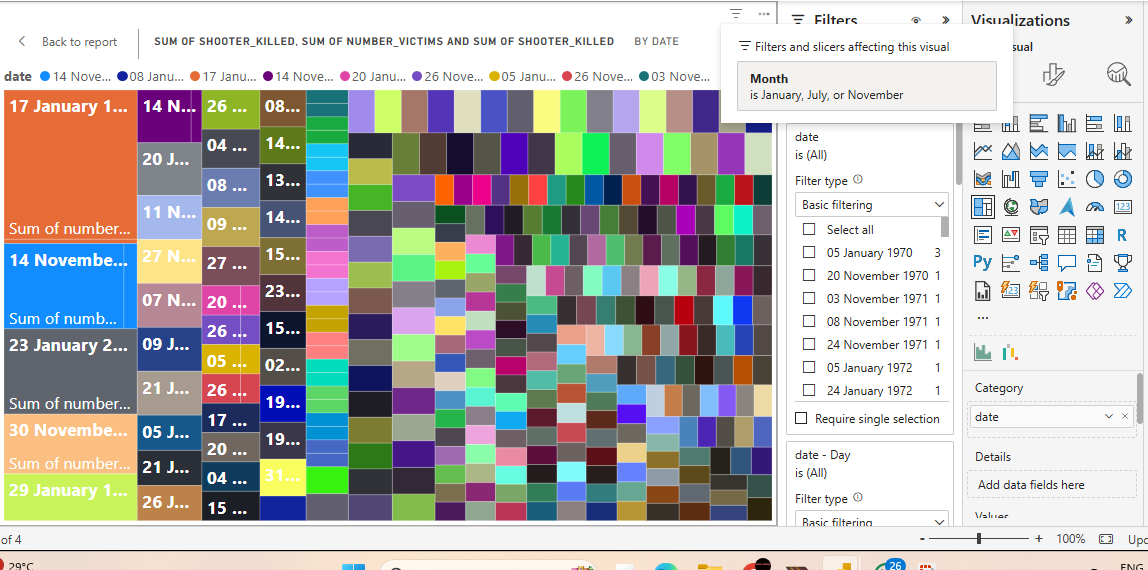 Back to report
SUM OF SHOOTER_KILLED, SUM OF NUMBER_VICTIMS AND SUM OF SHOOTER_KILLED
BY DATE
date 14 Nove... 08 Janu... 17 Janu... 14 Nove... 20 Janu... 26 Nove... 05 Janu... 26 Nove... 03 Nove...
17 January 1...
Sum of number...
14 Novembe...
Sum of numb...
23 January 2...
Sum of number...
30 Novembe...
Sum of number...
29 January 1...
14 N...
20 J...
11 N...
27 N...
07 N...
09 J...
21 J...
05 J...
21 J...
26 J...
26 ...
04 ...
08 ...
09 ...
27 ...
20 ...
26 ...
05 ...
26 ...
17 ...
20 ...
04 ...
15 ...
08...
14...
13...
14...
15...
23...
15...
02...
19...
19...
31...
Filters
Filters and slicers affecting this visual
Month
is January, July, or November
date
is (All)
Filter type
Basic filtering
Select all
05 January 1970 3
20 November 1970 1
03 November 1971 1
08 November 1971 1
24 November 1971 1
05 January 1972 1
24 January 1972 1
Require single selection
date - Day
is (All)
Filter type
Basic filtering
Visualizations
sual
123
R
Py
...
Category
date
Details
Add data fields here
Values
of 4
- + 100%
Upd
29°C
26
ENG